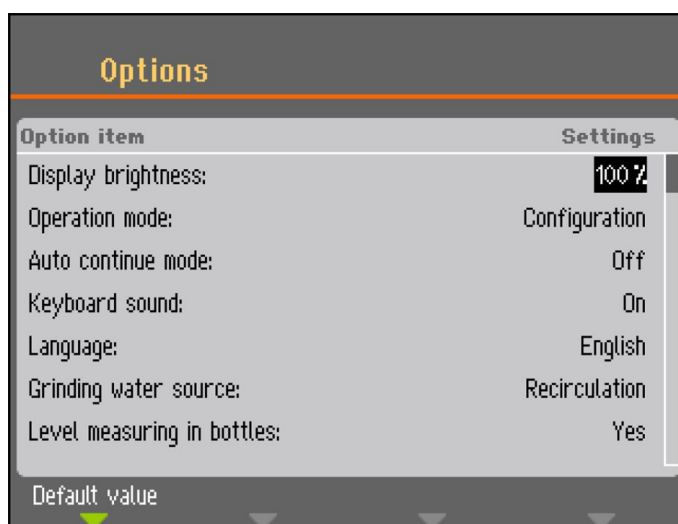 Options
Option item Settings
Display brightness: 100 %
Operation mode: Configuration
Auto continue mode: Off
Keyboard sound: On
Language: English
Grinding water source: Recirculation
Level measuring in bottles: Yes
Default value